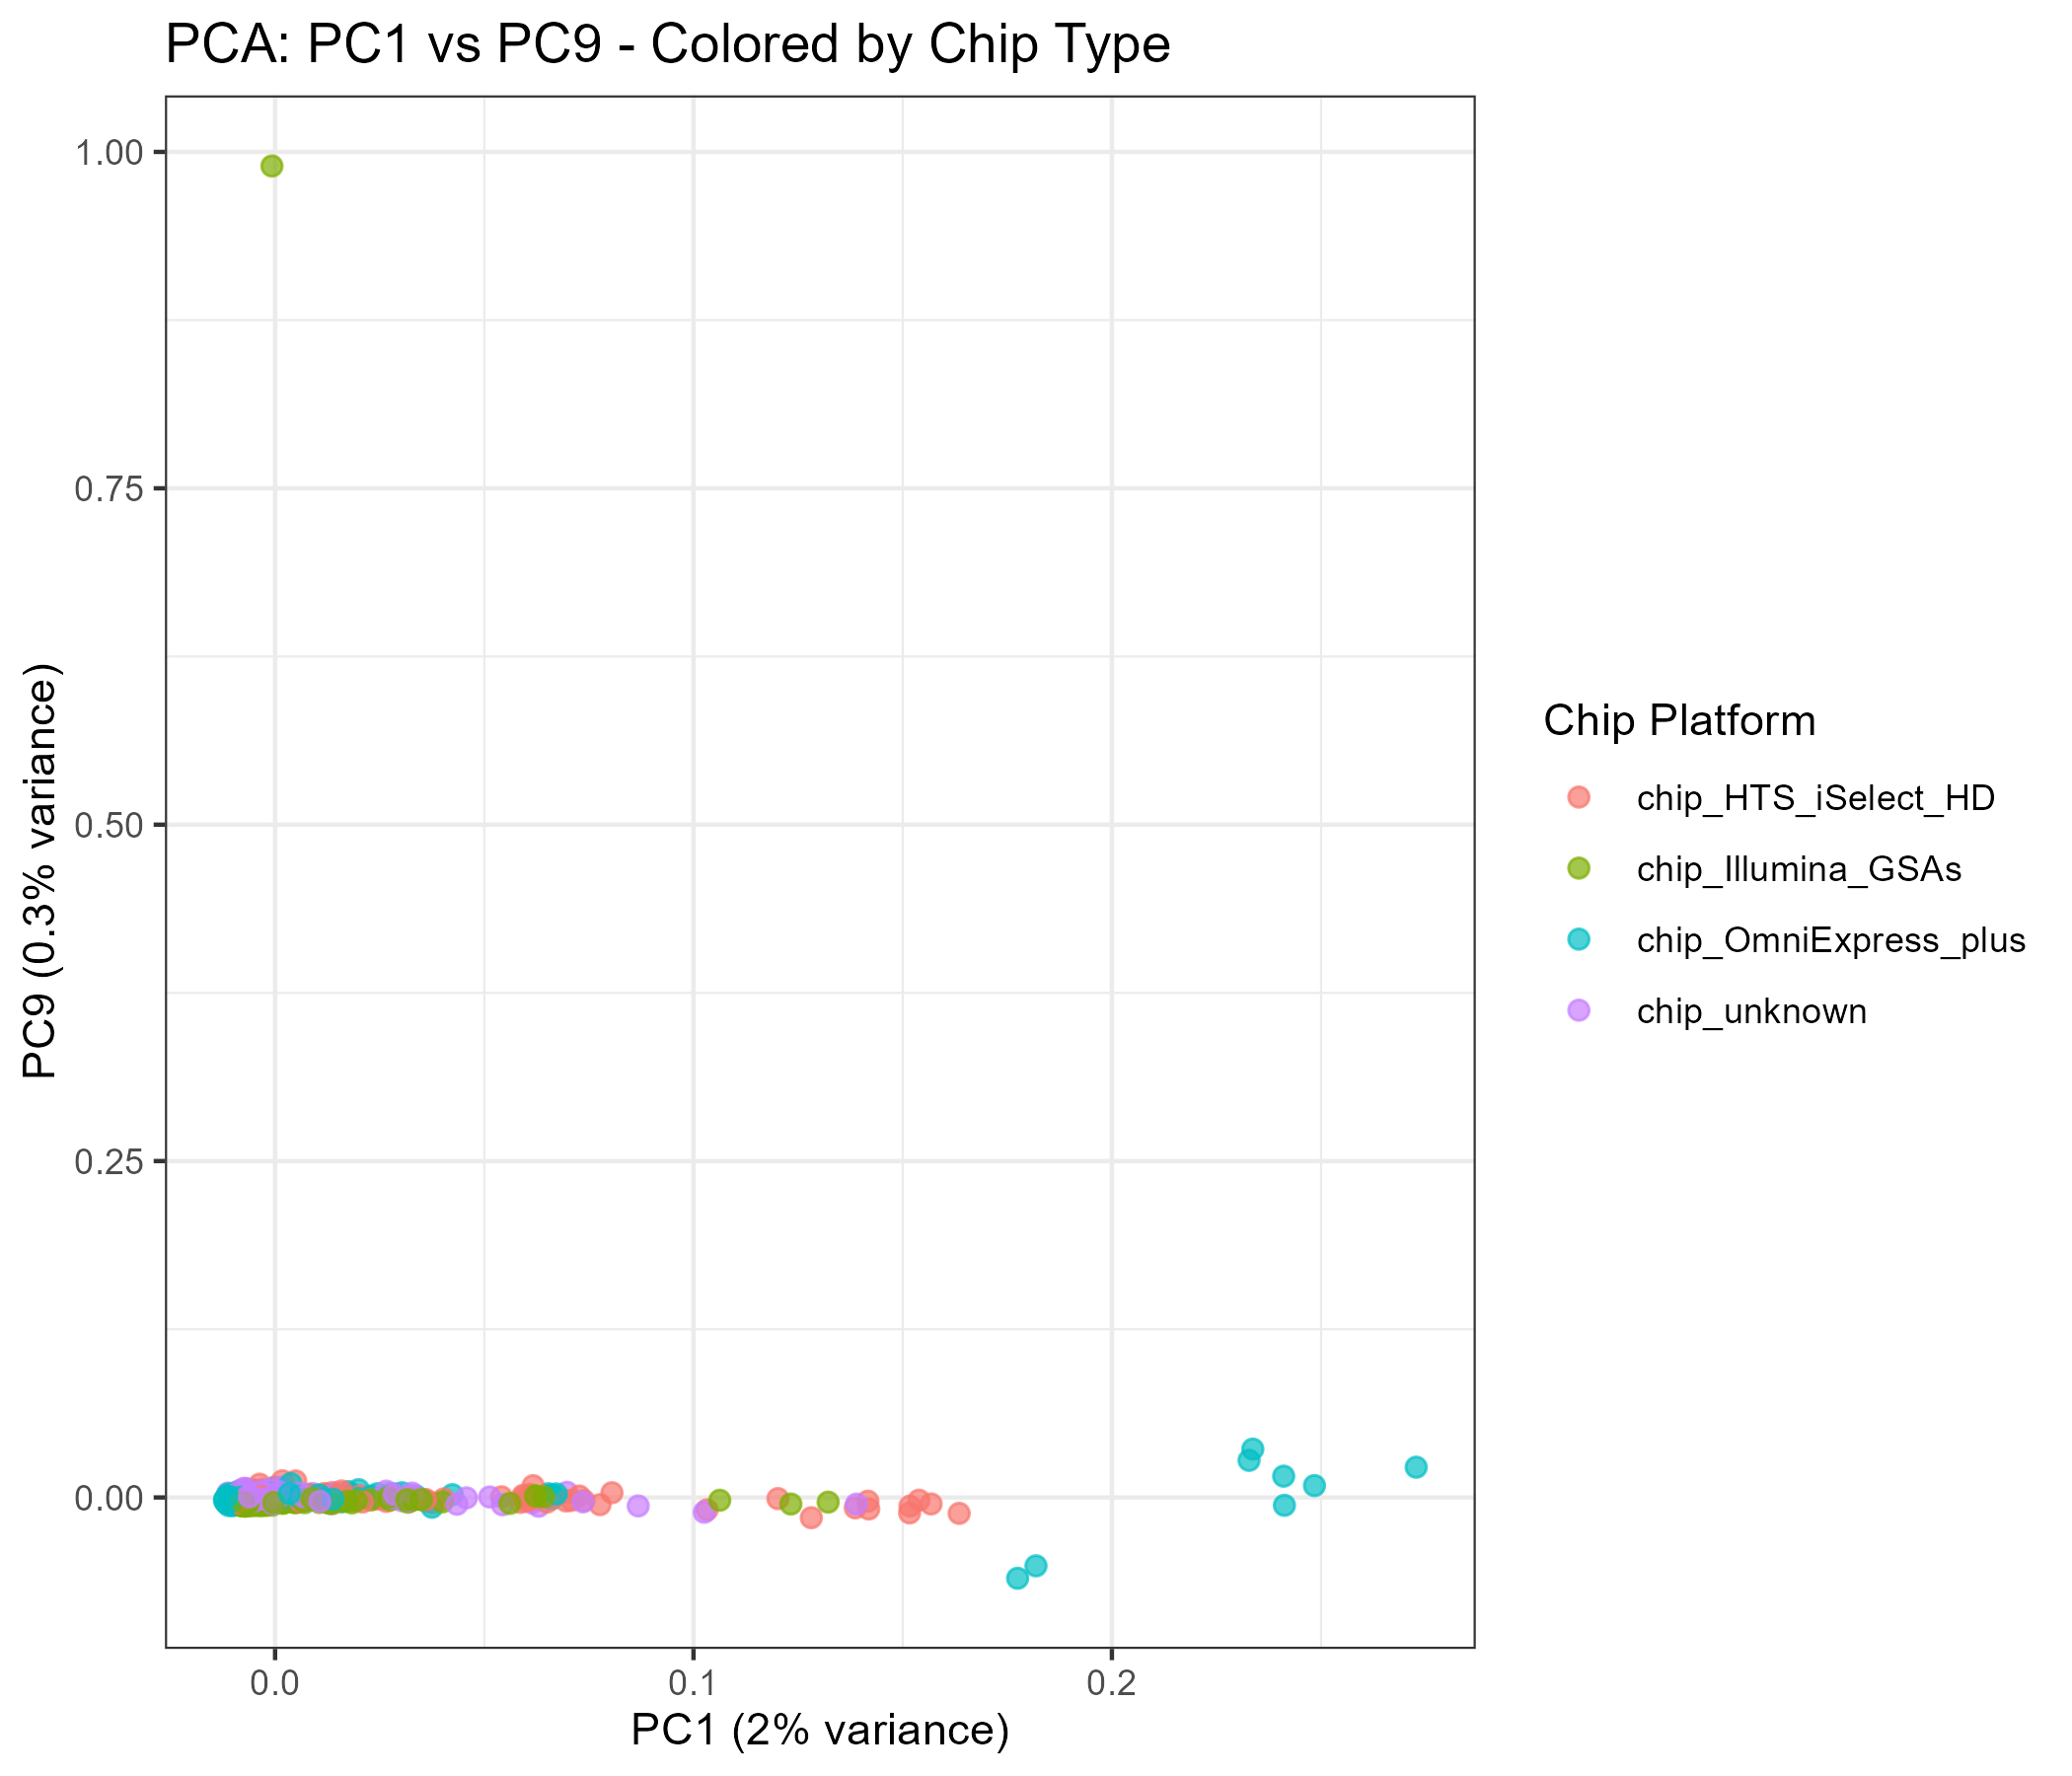 PCA: PC1 vs PC9 - Colored by Chip Type
1.00
0.75
0.50
0.25
0.00
PC9 (0.3% variance)
0.0
0.1
0.2
PC1 (2% variance)
Chip Platform
chip_HTS_iSelect_HD
chip_Illumina_GSAs
chip_OmniExpress_plus
chip_unknown